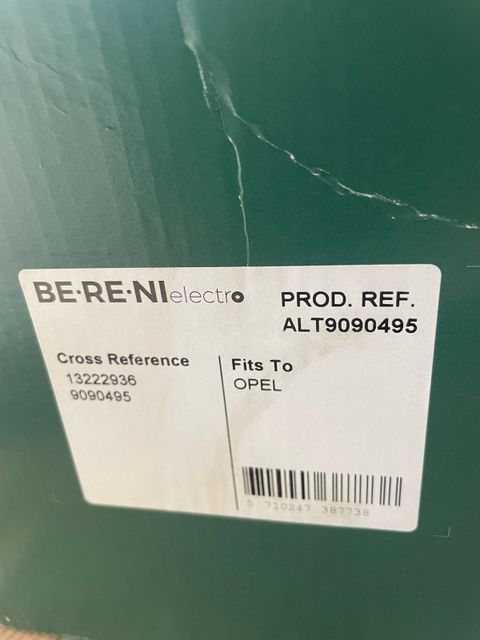 BE·RE·NI electro
PROD. REF.
ALT9090495
Cross Reference
13222936
9090495
Fits To
OPEL
5 710247 387738